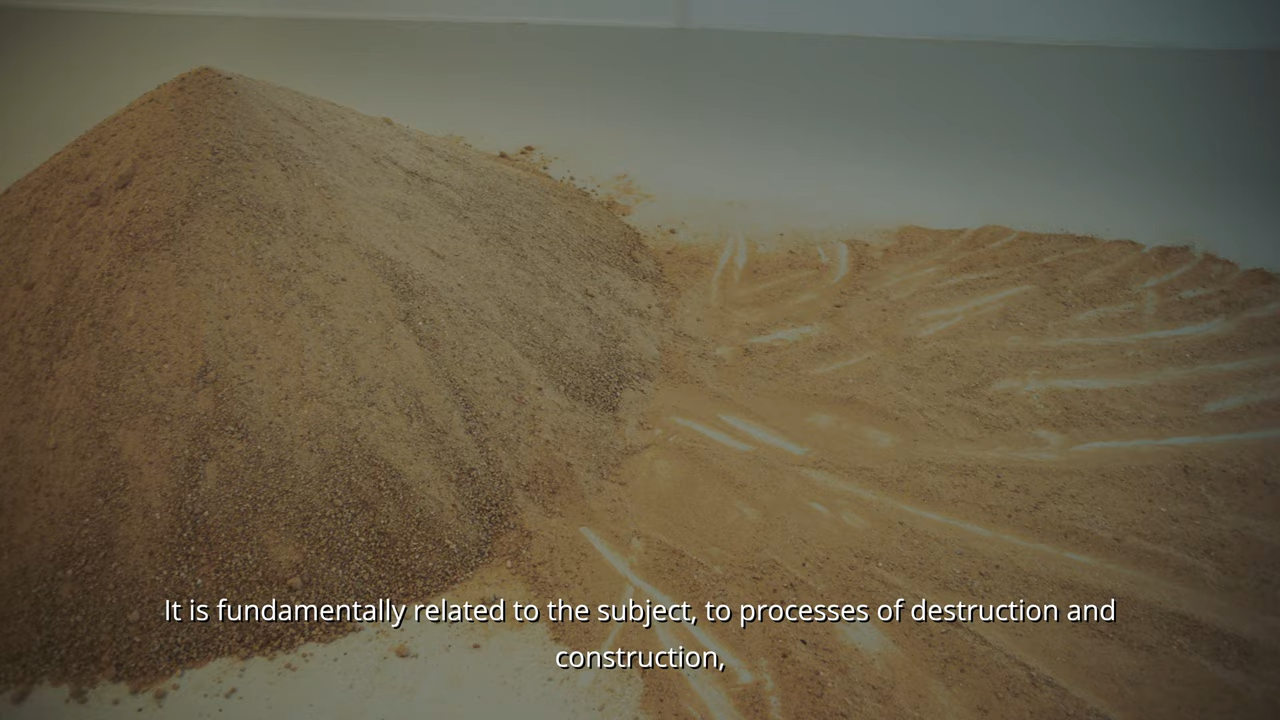 It is fundamentally related to the subject, to processes of destruction and
construction,